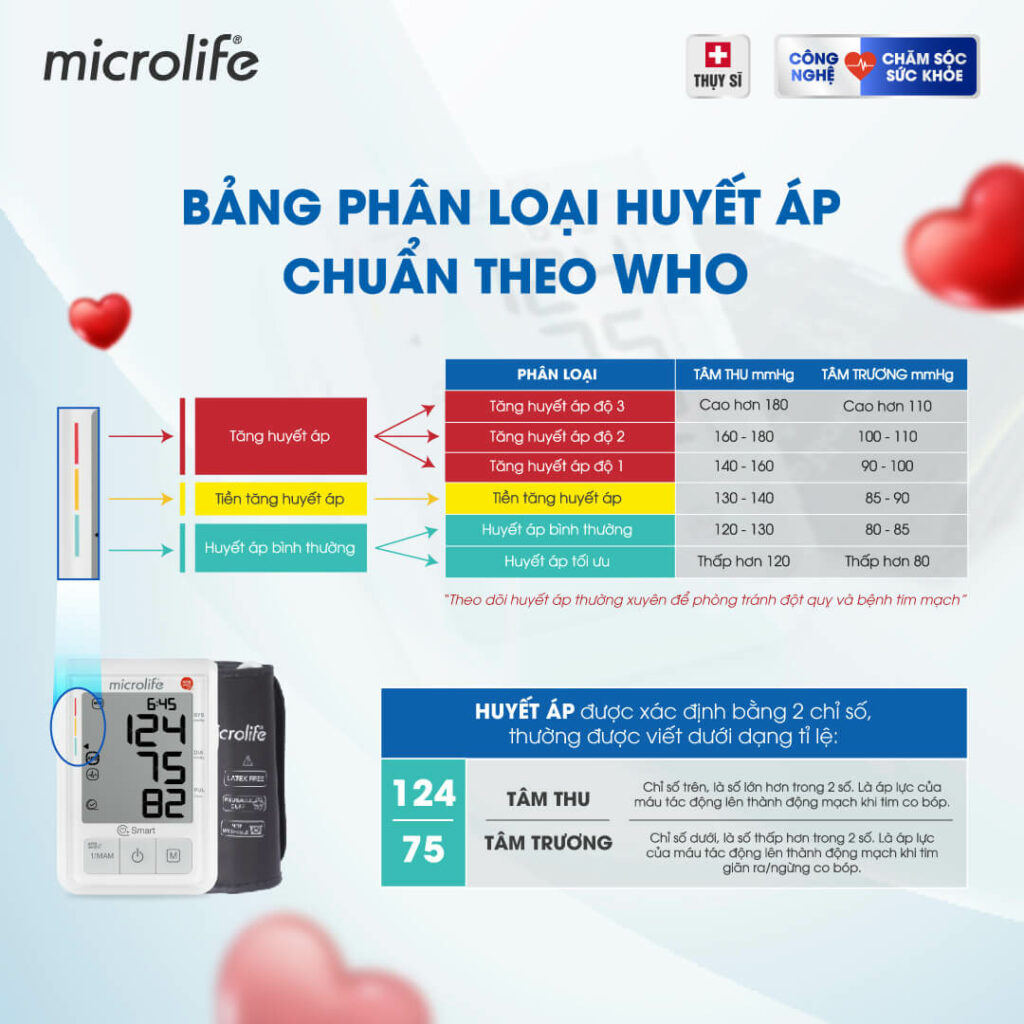 microlife®
THỤY SĨ
CÔNG NGHỆ
CHĂM SÓC SỨC KHỎE
BẢNG PHÂN LOẠI HUYẾT ÁP
CHUẨN THEO WHO
PHÂN LOẠI TÂM THU mmHg TÂM TRƯƠNG mmHg
Tăng huyết áp
Tăng huyết áp độ 3 Cao hơn 180 Cao hơn 110
Tăng huyết áp độ 2 160 - 180 100 - 110
Tăng huyết áp độ 1 140 - 160 90 - 100
Tiền tăng huyết áp
Tiền tăng huyết áp 130 - 140 85 - 90
Huyết áp bình thường
Huyết áp bình thường 120 - 130 80 - 85
Huyết áp tối ưu Thấp hơn 120 Thấp hơn 80
"Theo dõi huyết áp thường xuyên để phòng tránh đột quỵ và bệnh tim mạch"
microlife
6:45
124
75
82
Smart
1/MAM
M
crolife®
LATEX FREE
HUYẾT ÁP được xác định bằng 2 chỉ số,
thường được viết dưới dạng tỉ lệ:
124
TÂM THU
Chỉ số trên, là số lớn hơn trong 2 số. Là áp lực của
máu tác động lên thành động mạch khi tim co bóp.
75
TÂM TRƯƠNG
Chỉ số dưới, là số thấp hơn trong 2 số. Là áp lực
của máu tác động lên thành động mạch khi tim
giãn ra/ngừng co bóp.